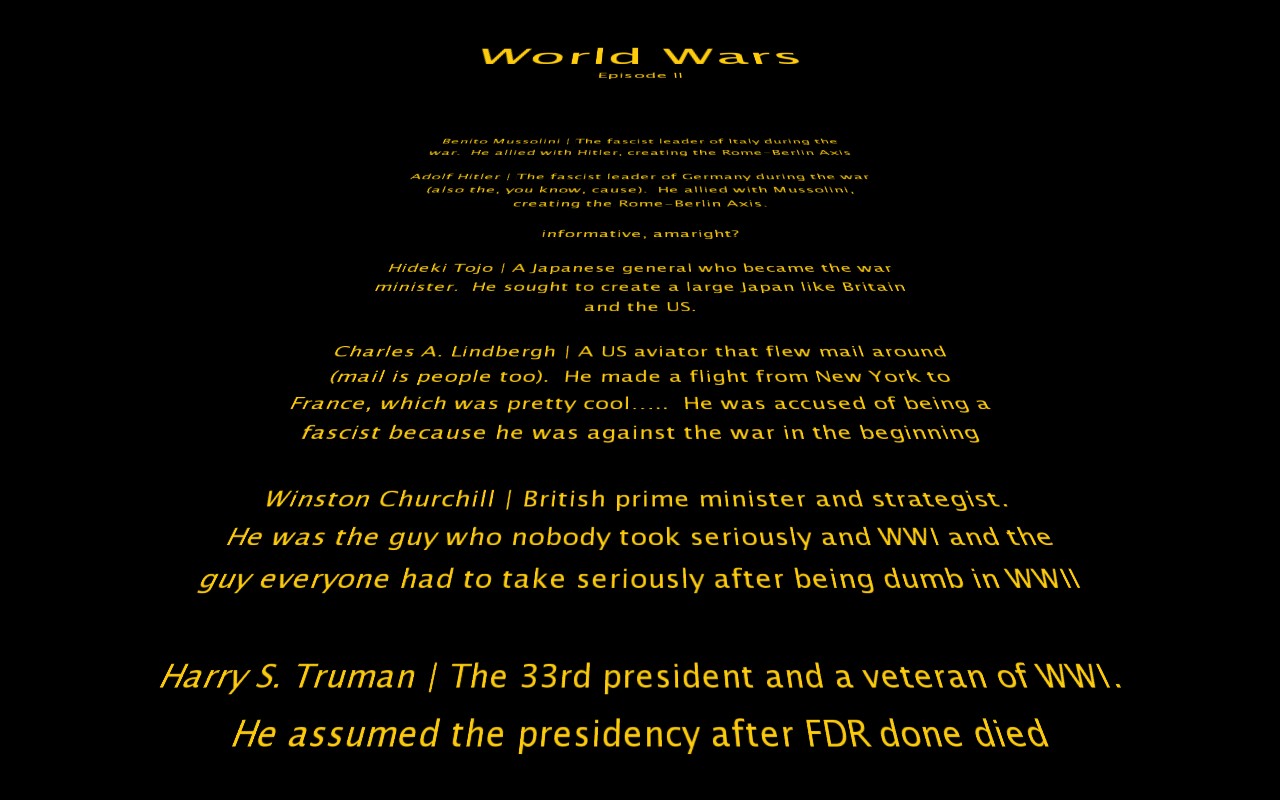 World Wars
Episode II
Benito Mussolini | The fascist leader of Italy during the
war.  He allied with Hitler, creating the Rome-Berlin Axis
Adolf Hitler | The fascist leader of Germany during the war
(also the, you know, cause).  He allied with Mussolini,
creating the Rome-Berlin Axis.
informative, amaright?
Hideki Tojo | A Japanese general who became the war
minister.  He sought to create a large Japan like Britain
and the US.
Charles A. Lindbergh | A US aviator that flew mail around
(mail is people too).  He made a flight from New York to
France, which was pretty cool.....  He was accused of being a
fascist because he was against the war in the beginning
Winston Churchill | British prime minister and strategist.
He was the guy who nobody took seriously and WWI and the
guy everyone had to take seriously after being dumb in WWII
Harry S. Truman | The 33rd president and a veteran of WWI.
He assumed the presidency after FDR done died